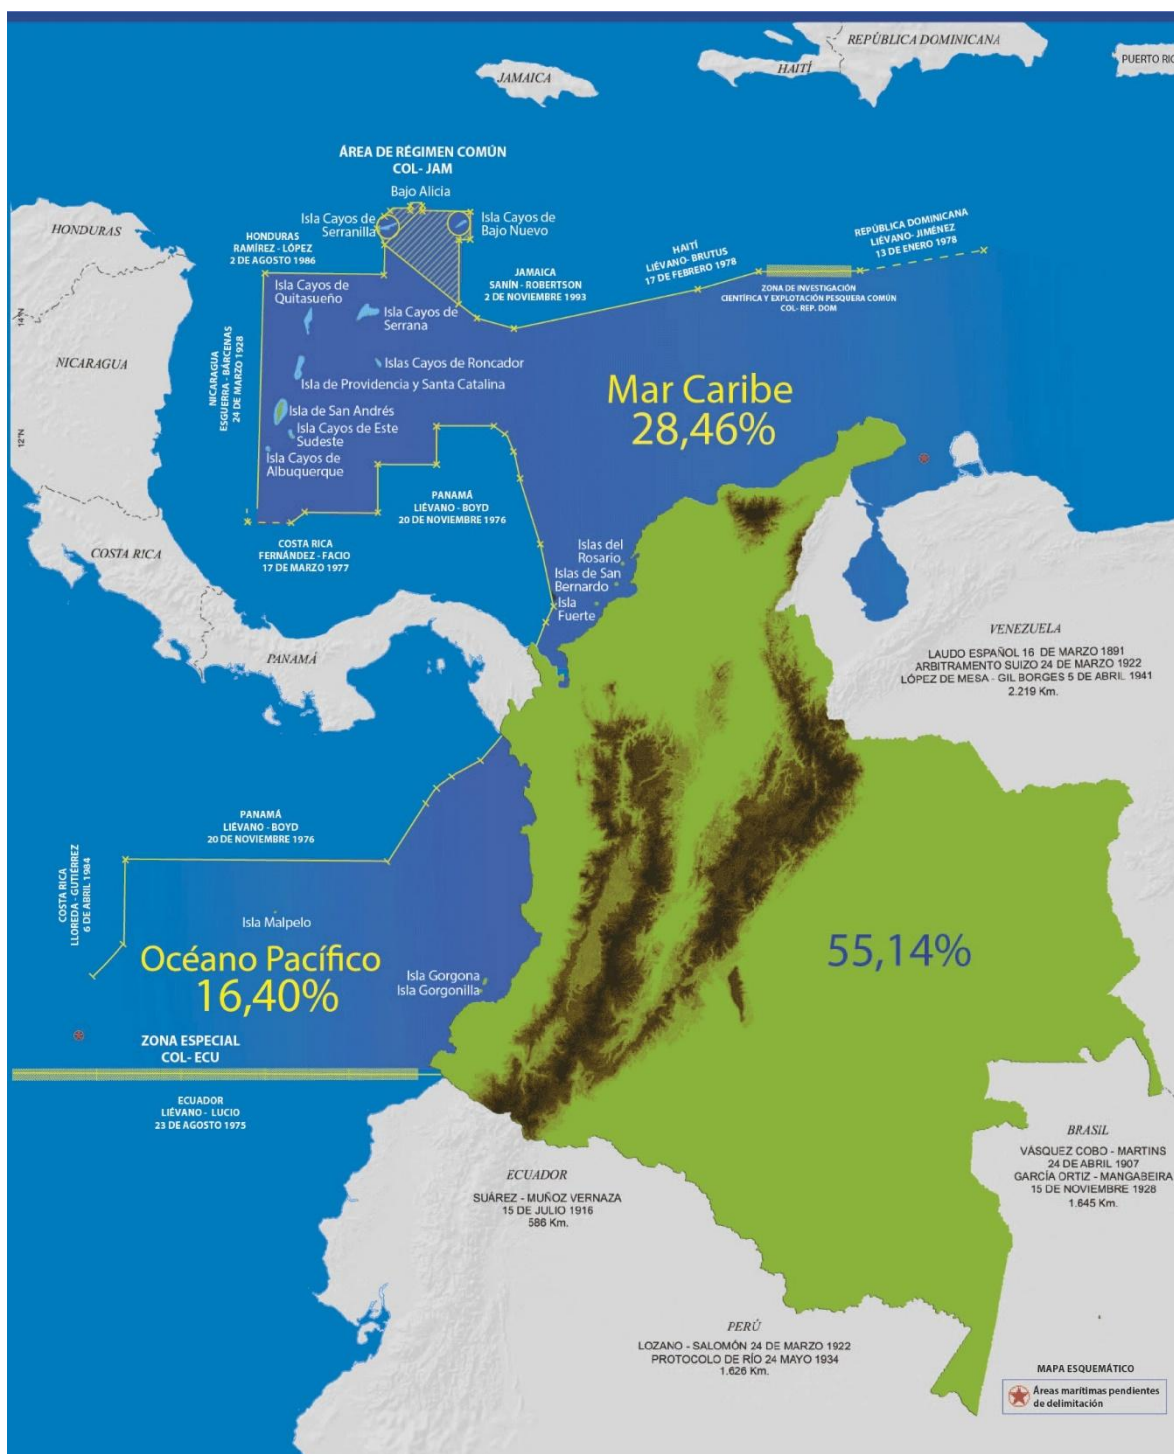 REPÚBLICA DOMINICANA
HAITÍ
PUERTO RIC
JAMAICA
ÁREA DE RÉGIMEN COMÚN
COL- JAM
Bajo Alicia
Isla Cayos de
Serranilla
Isla Cayos de
Bajo Nuevo
HONDURAS
HONDURAS
RAMÍREZ - LÓPEZ
2 DE AGOSTO 1986
JAMAICA
SANÍN - ROBERTSON
2 DE NOVIEMBRE 1993
HAITÍ
LIÉVANO- BRUTUS
17 DE FEBRERO 1978
REPÚBLICA DOMINICANA
LIÉVANO- JIMÉNEZ
13 DE ENERO 1978
ZONA DE INVESTIGACIÓN
CIENTÍFICA Y EXPLOTACIÓN PESQUERA COMÚN
COL- REP. DOM
14°N
12°N
NICARAGUA
NICARAGUA
ESGUERRA - BÁRCENAS
24 DE MARZO 1928
Isla Cayos de
Quitasueño
Isla Cayos de
Serrana
Islas Cayos de Roncador
Isla de Providencia y Santa Catalina
Isla de San Andrés
Isla Cayos de Este
Sudeste
Isla Cayos de
Albuquerque
Mar Caribe
28,46%
PANAMÁ
LIÉVANO - BOYD
20 DE NOVIEMBRE 1976
COSTA RICA
COSTA RICA
FERNÁNDEZ - FACIO
17 DE MARZO 1977
Islas del
Rosario
Islas de San
Bernardo
Isla
Fuerte
PANAMÁ
VENEZUELA
LAUDO ESPAÑOL 16 DE MARZO 1891
ARBITRAMENTO SUIZO 24 DE MARZO 1922
LÓPEZ DE MESA - GIL BORGES 5 DE ABRIL 1941
2.219 Km.
PANAMÁ
LIÉVANO - BOYD
20 DE NOVIEMBRE 1976
COSTA RICA
LLOREDA - GUTIÉRREZ
6 DE ABRIL 1984
Isla Malpelo
Océano Pacífico
16,40%
Isla Gorgona
Isla Gorgonilla
55,14%
ZONA ESPECIAL
COL- ECU
ECUADOR
LIÉVANO - LUCIO
23 DE AGOSTO 1975
ECUADOR
SUÁREZ - MUÑOZ VERNAZA
15 DE JULIO 1916
586 Km.
BRASIL
VÁSQUEZ COBO - MARTINS
24 DE ABRIL 1907
GARCÍA ORTIZ - MANGABEIRA
15 DE NOVIEMBRE 1928
1.645 Km.
PERÚ
LOZANO - SALOMÓN 24 DE MARZO 1922
PROTOCOLO DE RÍO 24 MAYO 1934
1.626 Km.
MAPA ESQUEMÁTICO
Áreas marítimas pendientes
de delimitación